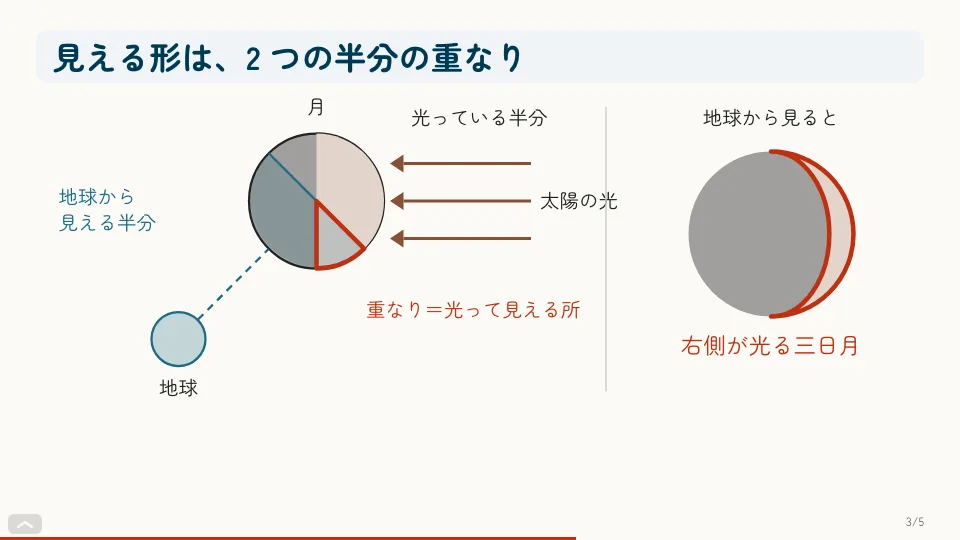 見える形は、2つの半分の重なり
月
光っている半分
地球から見ると
地球から
見える半分
太陽の光
重なり＝光って見える所
右側が光る三日月
地球
3/5